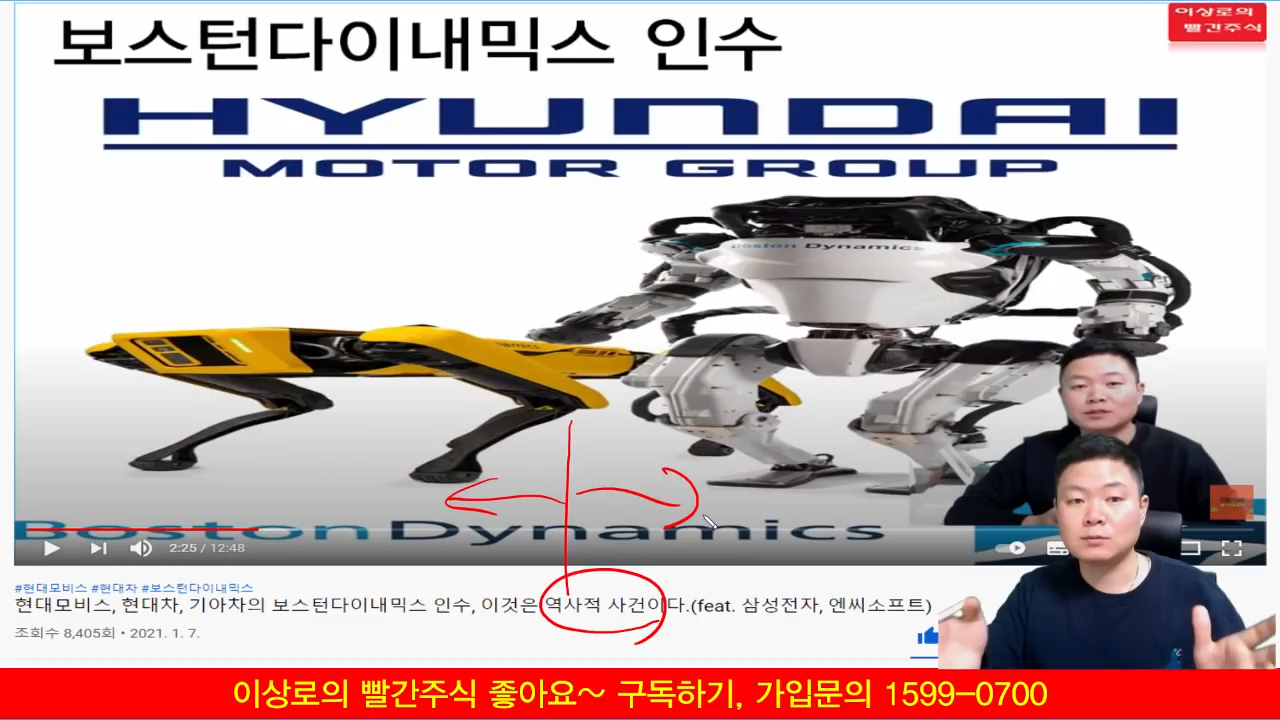 보스턴다이내믹스 인수
이상로의
빨간주식
HYUNDAI
MOTOR GROUP
Boston Dynamics
Boston Dynamics
2:25 / 12:48
#현대모비스 #현대차 #보스턴다이내믹스
현대모비스, 현대차, 기아차의 보스턴다이내믹스 인수, 이것은 역사적 사건이다.(feat. 삼성전자, 엔씨소프트)
조회수 8,405회 • 2021. 1. 7.
이상로의 빨간주식 좋아요~ 구독하기, 가입문의 1599-0700